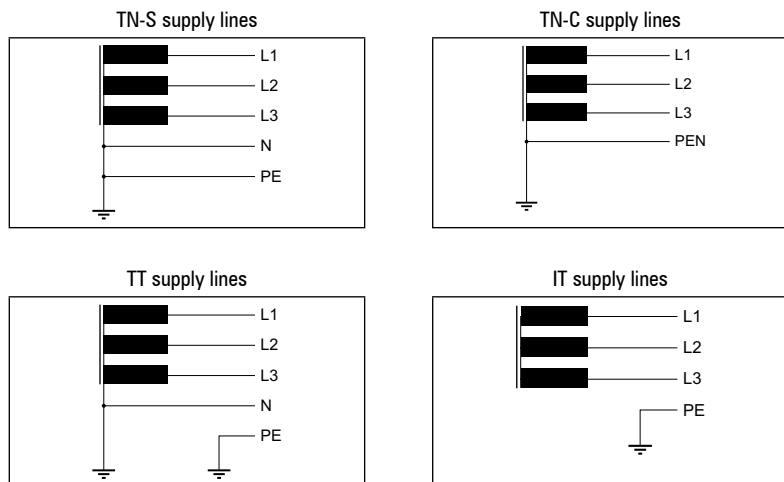 TN-S supply lines
L1
L2
L3
N
PE
TN-C supply lines
L1
L2
L3
PEN
TT supply lines
L1
L2
L3
N
PE
IT supply lines
L1
L2
L3
PE